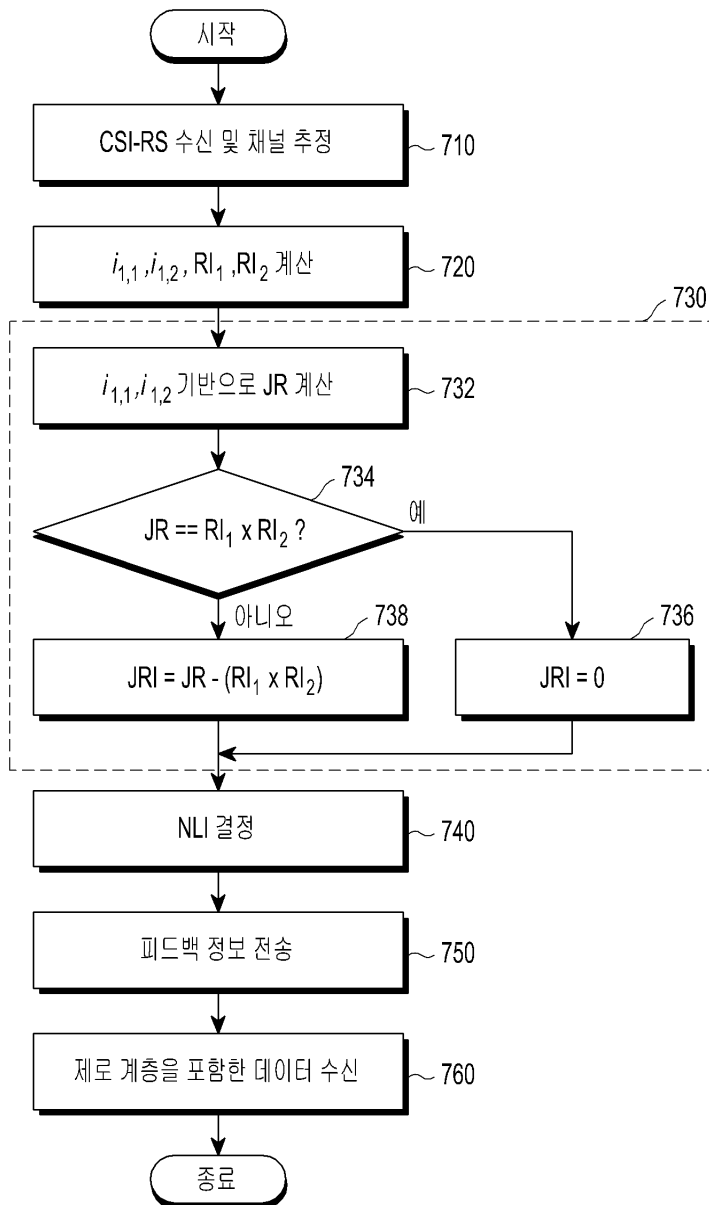 시작
CSI-RS 수신 및 채널 추정
710
i1,1 ,i1,2 , RI1 ,RI2 계산
720
730
i1,1 ,i1,2 기반으로 JR 계산
732
734
JR == RI1 x RI2 ?
예
아니오
738
736
JRI = JR - (RI1 x RI2)
JRI = 0
NLI 결정
740
피드백 정보 전송
750
제로 계층을 포함한 데이터 수신
760
종료